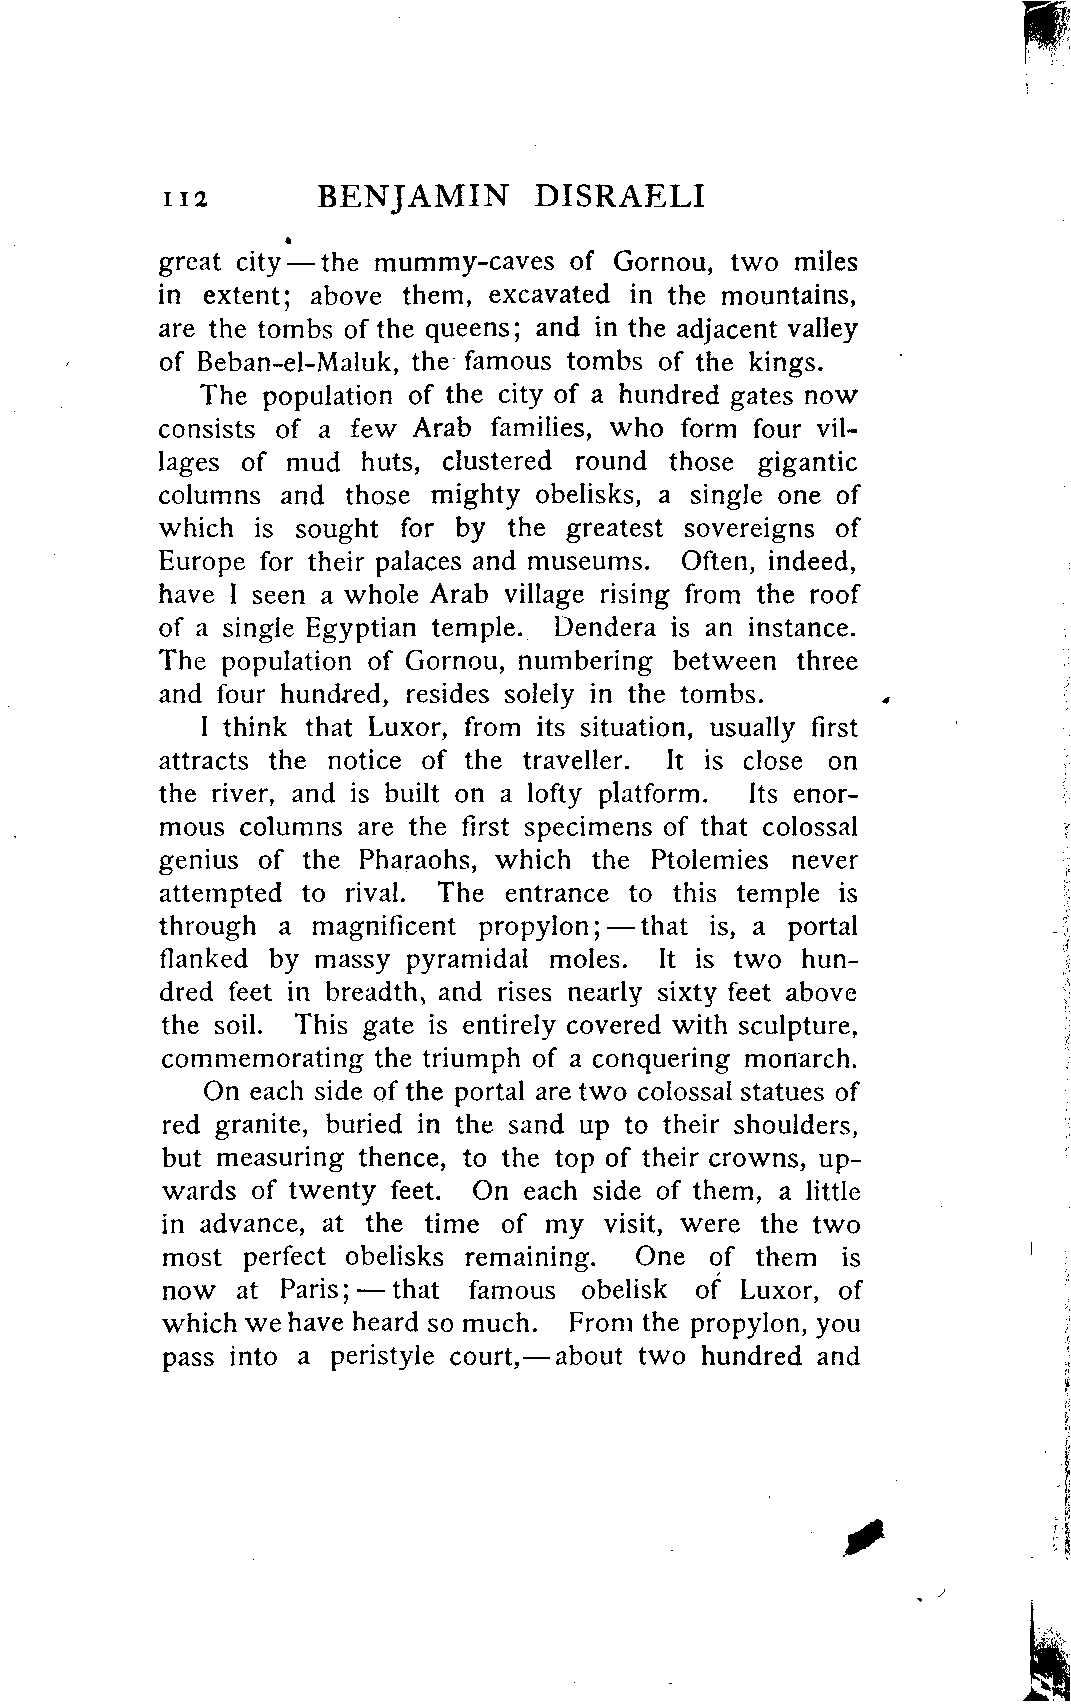 112 BENJAMIN DISRAELI
great city—the mummy-caves of Gornou, two miles
in extent; above them, excavated in the mountains,
are the tombs of the queens; and in the adjacent valley
of Beban-el-Maluk, the famous tombs of the kings.
The population of the city of a hundred gates now
consists of a few Arab families, who form four vil-
lages of mud huts, clustered round those gigantic
columns and those mighty obelisks, a single one of
which is sought for by the greatest sovereigns of
Europe for their palaces and museums. Often, indeed,
have I seen a whole Arab village rising from the roof
of a single Egyptian temple. Dendera is an instance.
The population of Gornou, numbering between three
and four hundred, resides solely in the tombs.
I think that Luxor, from its situation, usually first
attracts the notice of the traveller. It is close on
the river, and is built on a lofty platform. Its enor-
mous columns are the first specimens of that colossal
genius of the Pharaohs, which the Ptolemies never
attempted to rival. The entrance to this temple is
through a magnificent propylon;—that is, a portal
flanked by massy pyramidal moles. It is two hun-
dred feet in breadth, and rises nearly sixty feet above
the soil. This gate is entirely covered with sculpture,
commemorating the triumph of a conquering monarch.
On each side of the portal are two colossal statues of
red granite, buried in the sand up to their shoulders,
but measuring thence, to the top of their crowns, up-
wards of twenty feet. On each side of them, a little
in advance, at the time of my visit, were the two
most perfect obelisks remaining. One of them is
now at Paris;—that famous obelisk of Luxor, of
which we have heard so much. From the propylon, you
pass into a peristyle court,—about two hundred and